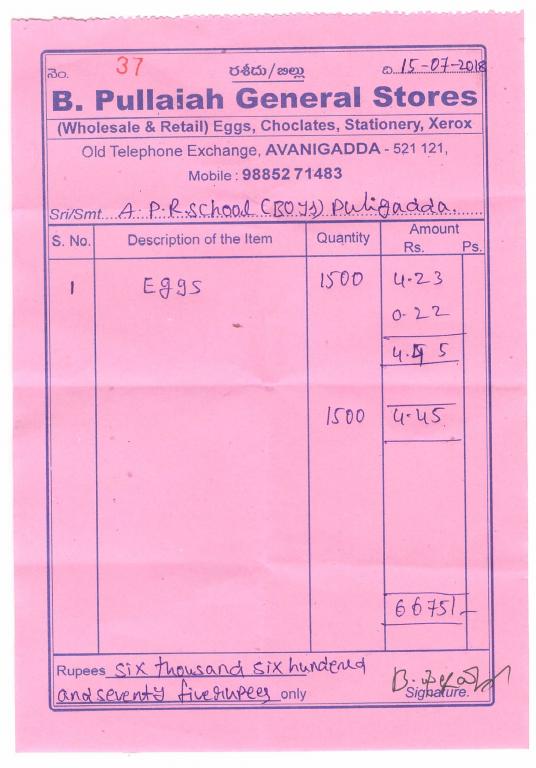 నెం. 37 రశీదు/బిల్లు ది. 15-07-2018
B. Pullaiah General Stores
(Wholesale & Retail) Eggs, Choclates, Stationery, Xerox
Old Telephone Exchange, AVANIGADDA - 521 121,
Mobile : 98852 71483
Sri/Smt. A. P. R. School (BOYS) Puligadda.
S. No. Description of the Item Quantity Amount
Rs. Ps.
1 Eggs 1500 4.23
0.22
4.45
1500 4.45
6675/-
Rupees six thousand six hundered
and seventy five rupees only
Signature.